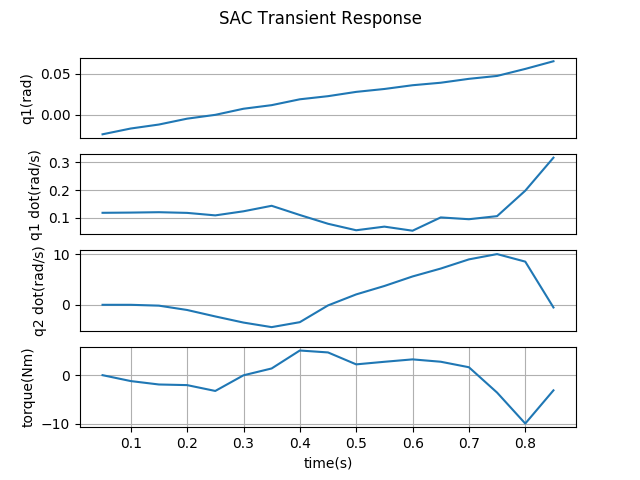 SAC Transient Response
0.05
0.00
q1(rad)
0.3
0.2
0.1
q1 dot(rad/s)
10
0
q2 dot(rad/s)
0
−10
torque(Nm)
0.1 0.2 0.3 0.4 0.5 0.6 0.7 0.8
time(s)